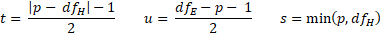 t = (|p − df_H| − 1)/2 u = (df_E − p − 1)/2 s = min(p, df_H)